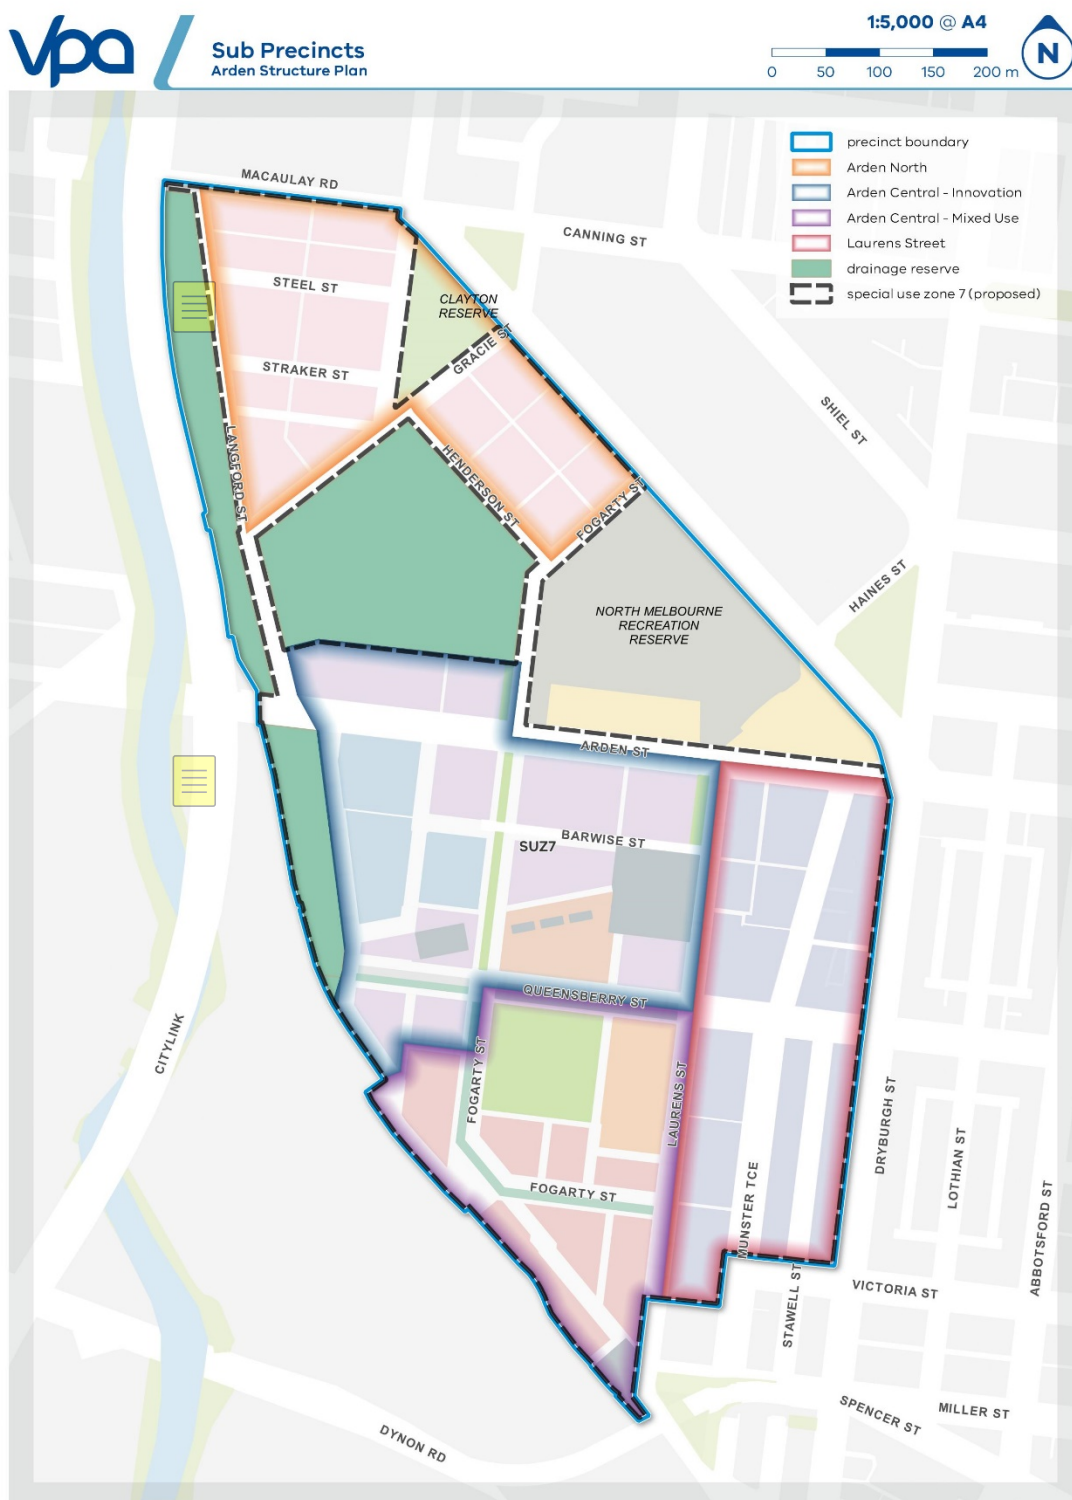 vpa
Sub Precincts
Arden Structure Plan
1:5,000 @ A4
0 50 100 150 200 m
N
precinct boundary
Arden North
Arden Central - Innovation
Arden Central - Mixed Use
Laurens Street
drainage reserve
special use zone 7 (proposed)
MACAULAY RD
CANNING ST
STEEL ST
CLAYTON
RESERVE
GRACIE ST
STRAKER ST
SHIEL ST
LANGFORD ST
HENDERSON ST
FOGARTY ST
HAINES ST
NORTH MELBOURNE
RECREATION
RESERVE
ARDEN ST
BARWISE ST
SUZ7
QUEENSBERRY ST
CITYLINK
FOGARTY ST
LAURENS ST
DRYBURGH ST
LOTHIAN ST
ABBOTSFORD ST
FOGARTY ST
MUNSTER TCE
STAWELL ST
VICTORIA ST
SPENCER ST
MILLER ST
DYNON RD